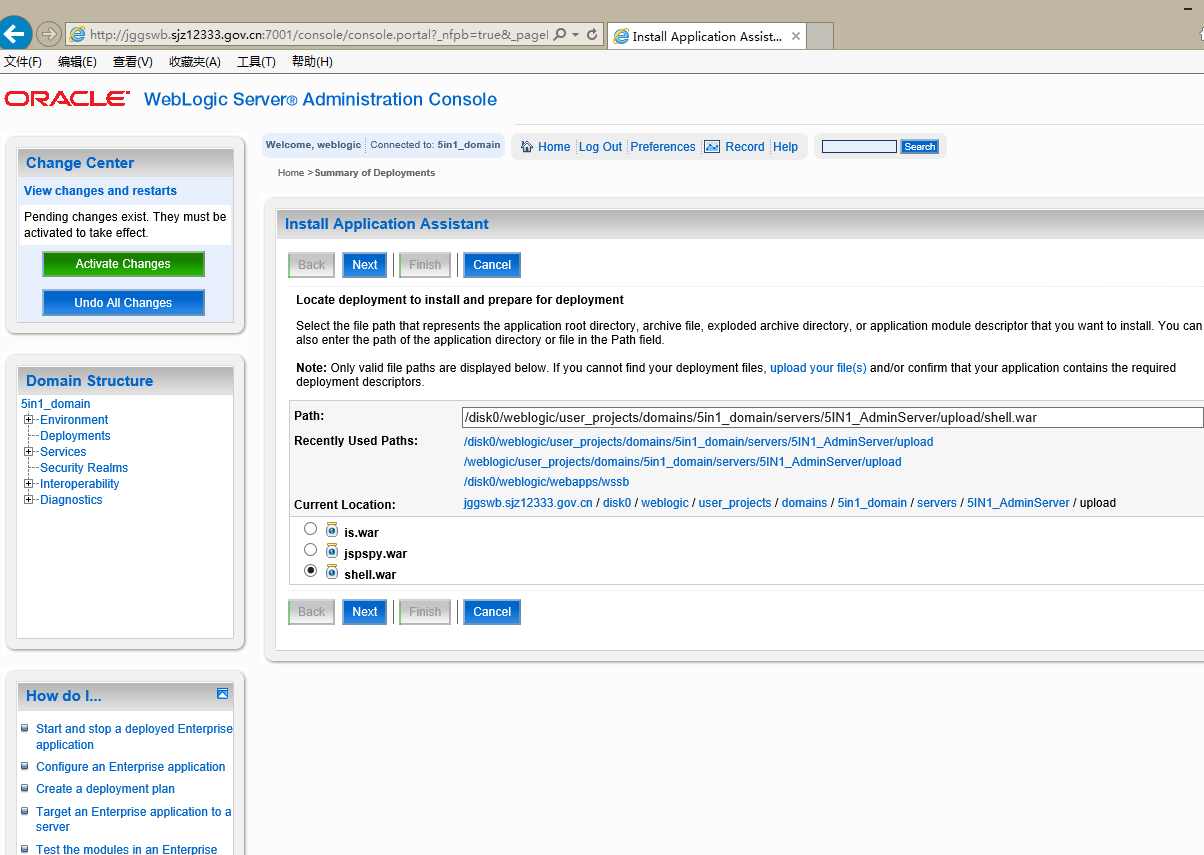 http://jggswb.sjz12333.gov.cn:7001/console/console.portal?_nfpb=true&_pagel
Install Application Assist...
文件(F) 编辑(E) 查看(V) 收藏夹(A) 工具(T) 帮助(H)
ORACLE WebLogic Server® Administration Console
Change Center
View changes and restarts
Pending changes exist. They must be
activated to take effect.
Activate Changes
Undo All Changes
Domain Structure
5in1_domain
Environment
Deployments
Services
Security Realms
Interoperability
Diagnostics
How do I...
Start and stop a deployed Enterprise
application
Configure an Enterprise application
Create a deployment plan
Target an Enterprise application to a
server
Test the modules in an Enterprise
Welcome, weblogic Connected to: 5in1_domain
Home Log Out Preferences Record Help Search
Home >Summary of Deployments
Install Application Assistant
Back Next Finish Cancel
Locate deployment to install and prepare for deployment
Select the file path that represents the application root directory, archive file, exploded archive directory, or application module descriptor that you want to install. You can
also enter the path of the application directory or file in the Path field.
Note: Only valid file paths are displayed below. If you cannot find your deployment files, upload your file(s) and/or confirm that your application contains the required
deployment descriptors.
Path: /disk0/weblogic/user_projects/domains/5in1_domain/servers/5IN1_AdminServer/upload/shell.war
Recently Used Paths: /disk0/weblogic/user_projects/domains/5in1_domain/servers/5IN1_AdminServer/upload
/weblogic/user_projects/domains/5in1_domain/servers/5IN1_AdminServer/upload
/disk0/weblogic/webapps/wssb
Current Location: jggswb.sjz12333.gov.cn / disk0 / weblogic / user_projects / domains / 5in1_domain / servers / 5IN1_AdminServer / upload
is.war
jspspy.war
shell.war
Back Next Finish Cancel